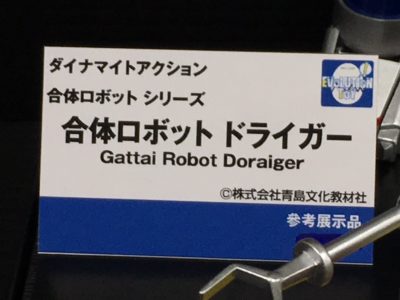 ダイナマイトアクション
合体ロボット シリーズ
EVOLUTION
TOY
合体ロボット ドライガー
Gattai Robot Doraiger
©株式会社青島文化教材社
参考展示品